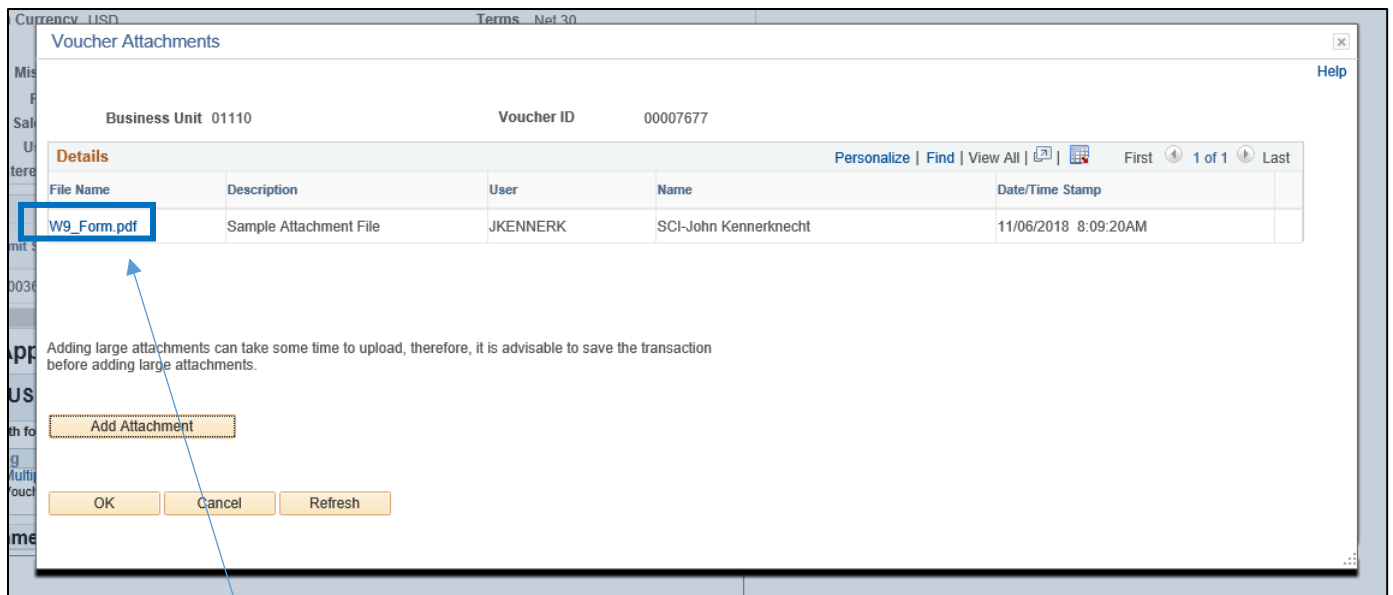 Currency USD Terms Net 30
Voucher Attachments
Help
Business Unit 01110 Voucher ID 00007677
Details Personalize | Find | View All | | First 1 of 1 Last
File Name Description User Name Date/Time Stamp
W9_Form.pdf Sample Attachment File JKENNERK SCI-John Kennerknecht 11/06/2018 8:09:20AM
Adding large attachments can take some time to upload, therefore, it is advisable to save the transaction
before adding large attachments.
Add Attachment
OK Cancel Refresh